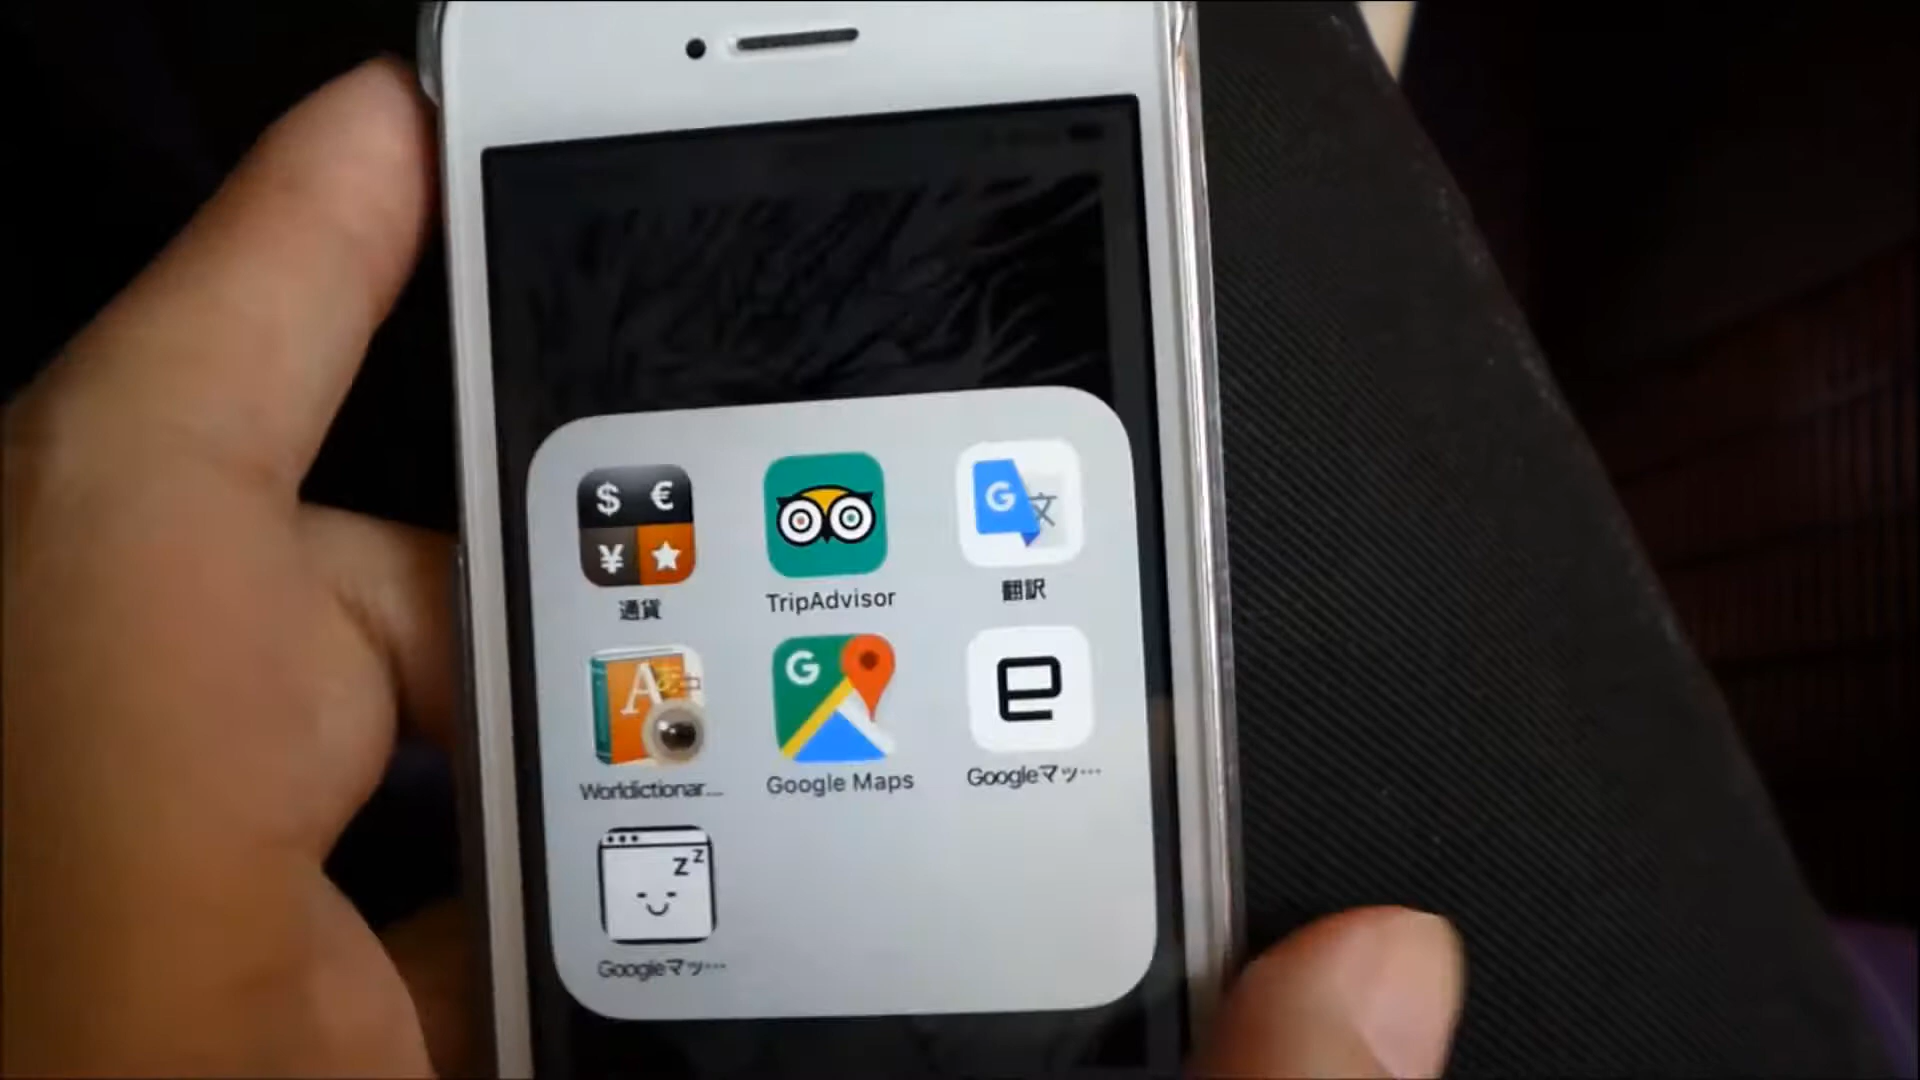 $ €
¥
通貨
TripAdvisor
G 文
翻訳
A
Worldictionar...
G
Google Maps
e
Googleマッ…
z z
Googleマッ…